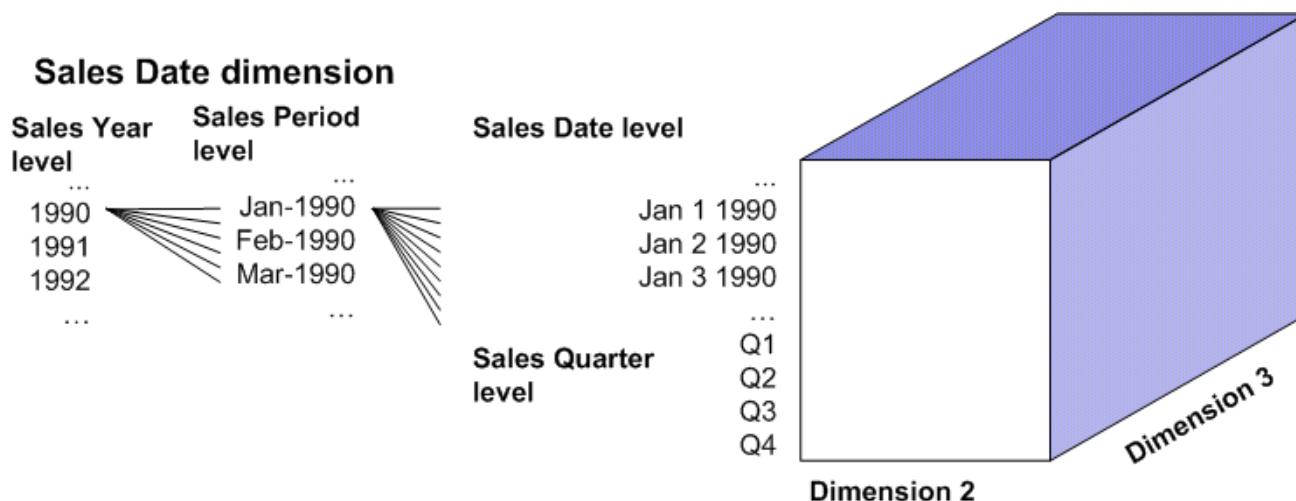 Sales Date dimension
Sales Year
level
...
1990
1991
1992
...
Sales Period
level
...
Jan-1990
Feb-1990
Mar-1990
...
Sales Date level
...
Jan 1 1990
Jan 2 1990
Jan 3 1990
...
Sales Quarter
level
Q1
Q2
Q3
Q4
Dimension 2
Dimension 3